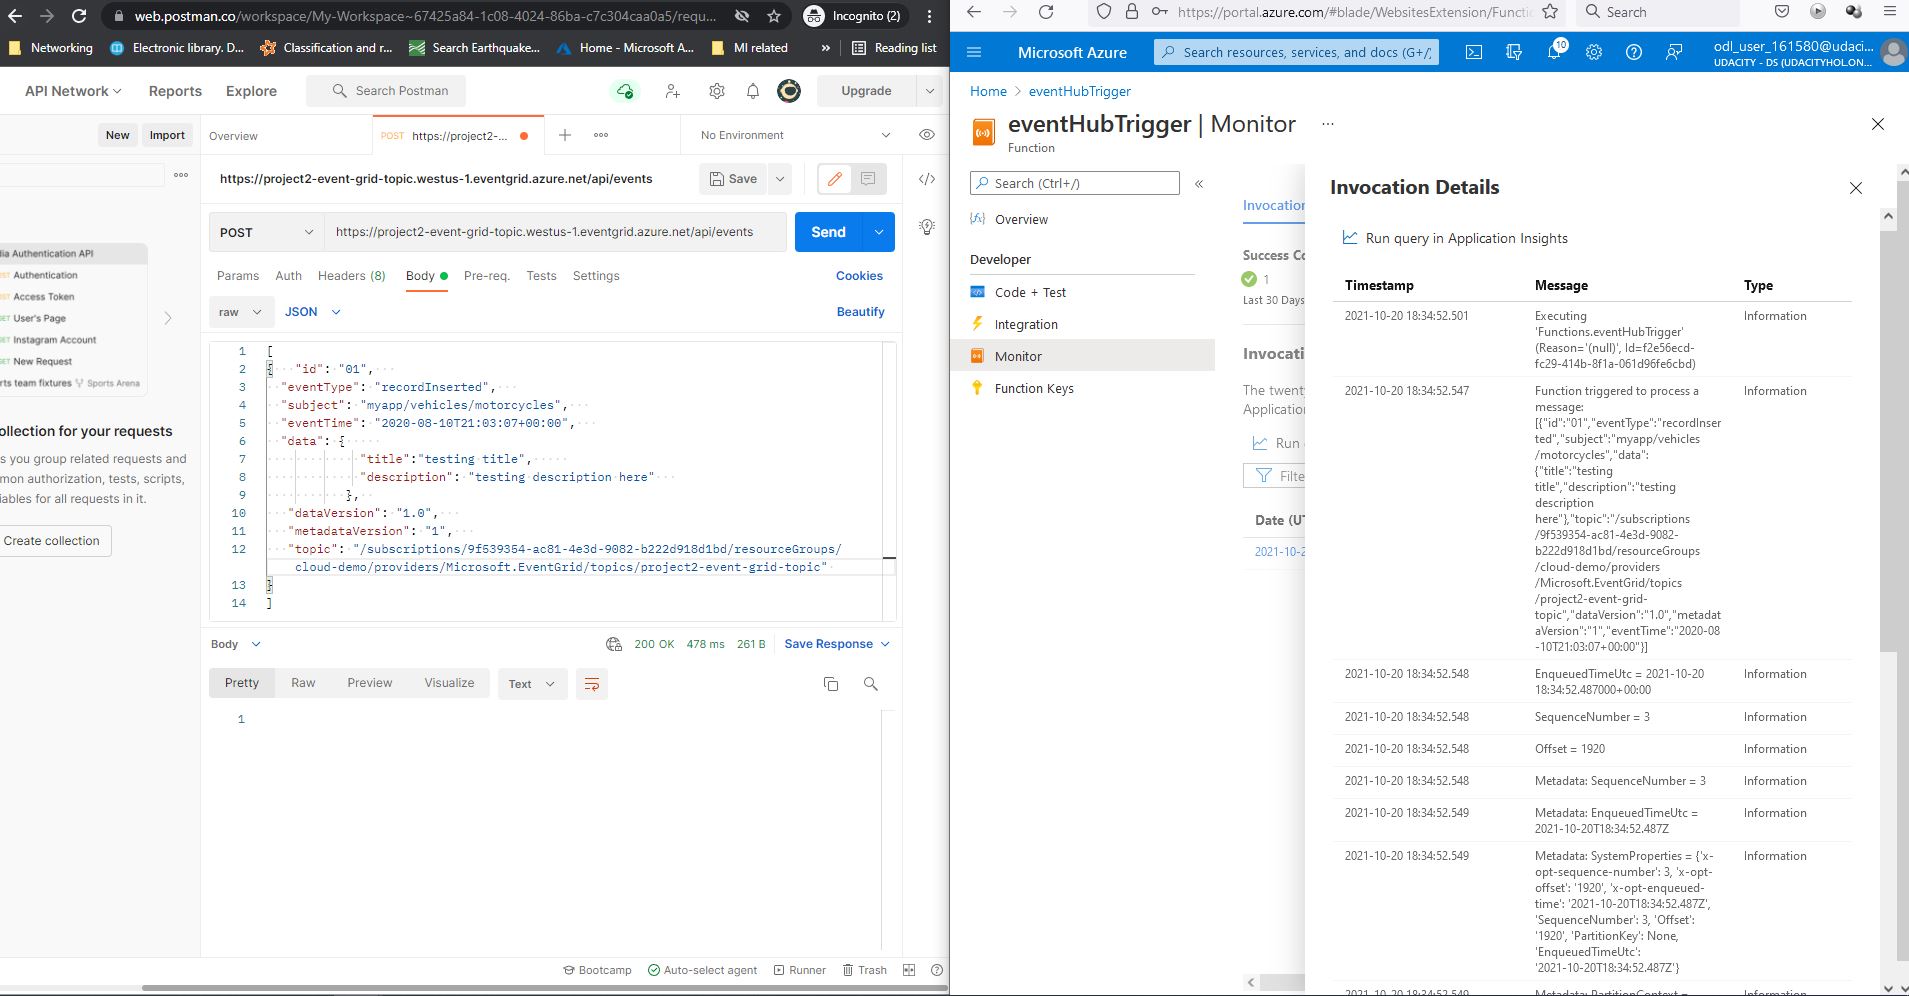 web.postman.co/workspace/My-Workspace~67425a84-1c08-4024-86ba-c7c304caa0a5/requ...
Incognito (2)
Networking
Electronic library. D...
Classification and r...
Search Earthquake...
Home - Microsoft A...
MI related
»
Reading list
API Network
Reports
Explore
Search Postman
Upgrade
New
Import
Overview
POST https://project2-...
No Environment
https://project2-event-grid-topic.westus-1.eventgrid.azure.net/api/events
Save
POST
https://project2-event-grid-topic.westus-1.eventgrid.azure.net/api/events
Send
Params
Auth
Headers (8)
Body
Pre-req.
Tests
Settings
Cookies
raw
JSON
Beautify
dia Authentication API
Authentication
Access Token
User's Page
Instagram Account
New Request
rts team fixtures
Sports Arena
ollection for your requests
s you group related requests and
mon authorization, tests, scripts,
iables for all requests in it.
Create collection
1 [
2 { "id": "01",
3 "eventType": "recordInserted",
4 "subject": "myapp/vehicles/motorcycles",
5 "eventTime": "2020-08-10T21:03:07+00:00",
6 "data": {
7 "title":"testing title",
8 "description": "testing description here"
9 },
10 "dataVersion": "1.0",
11 "metadataVersion": "1",
12 "topic": "/subscriptions/9f539354-ac81-4e3d-9082-b222d918d1bd/resourceGroups/
cloud-demo/providers/Microsoft.EventGrid/topics/project2-event-grid-topic"
13 }
14 ]
Body
200 OK
478 ms
261 B
Save Response
Pretty
Raw
Preview
Visualize
Text
1
Bootcamp
Auto-select agent
Runner
Trash
https://portal.azure.com/#blade/WebsitesExtension/Functio
Search
Microsoft Azure
Search resources, services, and docs (G+/)
10
odl_user_161580@udaci...
UDACITY - DS (UDACITYHOL.ON...
Home > eventHubTrigger
eventHubTrigger | Monitor
...
Function
Search (Ctrl+/)
«
Overview
Developer
Code + Test
Integration
Monitor
Function Keys
Invocation
Success Co
1
Last 30 Days
Invocati
The twenty
Application
Run
Filte
Date (UT
2021-10-2
Invocation Details
Run query in Application Insights
Timestamp
Message
Type
2021-10-20 18:34:52.501
Executing
'Functions.eventHubTrigger'
(Reason='(null)', Id=f2e56ecd-
fc29-414b-8f1a-061d96fe6cbd)
Information
2021-10-20 18:34:52.547
Function triggered to process a
message:
[{"id":"01","eventType":"recordInser
ted","subject":"myapp/vehicles
/motorcycles","data":
{"title":"testing
title","description":"testing
description
here"},"topic":"/subscriptions
/9f539354-ac81-4e3d-9082-
b222d918d1bd/resourceGroups
/cloud-demo/providers
/Microsoft.EventGrid/topics
/project2-event-grid-
topic","dataVersion":"1.0","metadat
aVersion":"1","eventTime":"2020-08
-10T21:03:07+00:00"}]
Information
2021-10-20 18:34:52.548
EnqueuedTimeUtc = 2021-10-20
18:34:52.487000+00:00
Information
2021-10-20 18:34:52.548
SequenceNumber = 3
Information
2021-10-20 18:34:52.548
Offset = 1920
Information
2021-10-20 18:34:52.548
Metadata: SequenceNumber = 3
Information
2021-10-20 18:34:52.549
Metadata: EnqueuedTimeUtc =
2021-10-20T18:34:52.487Z
Information
2021-10-20 18:34:52.549
Metadata: SystemProperties = {'x-
opt-sequence-number': 3, 'x-opt-
offset': '1920', 'x-opt-enqueued-
time': '2021-10-20T18:34:52.487Z',
'SequenceNumber': 3, 'Offset':
'1920', 'PartitionKey': None,
'EnqueuedTimeUtc':
'2021-10-20T18:34:52.487Z'}
Information
2021-10-20 18:34:52.549
Metadata: PartitionContext =
Information